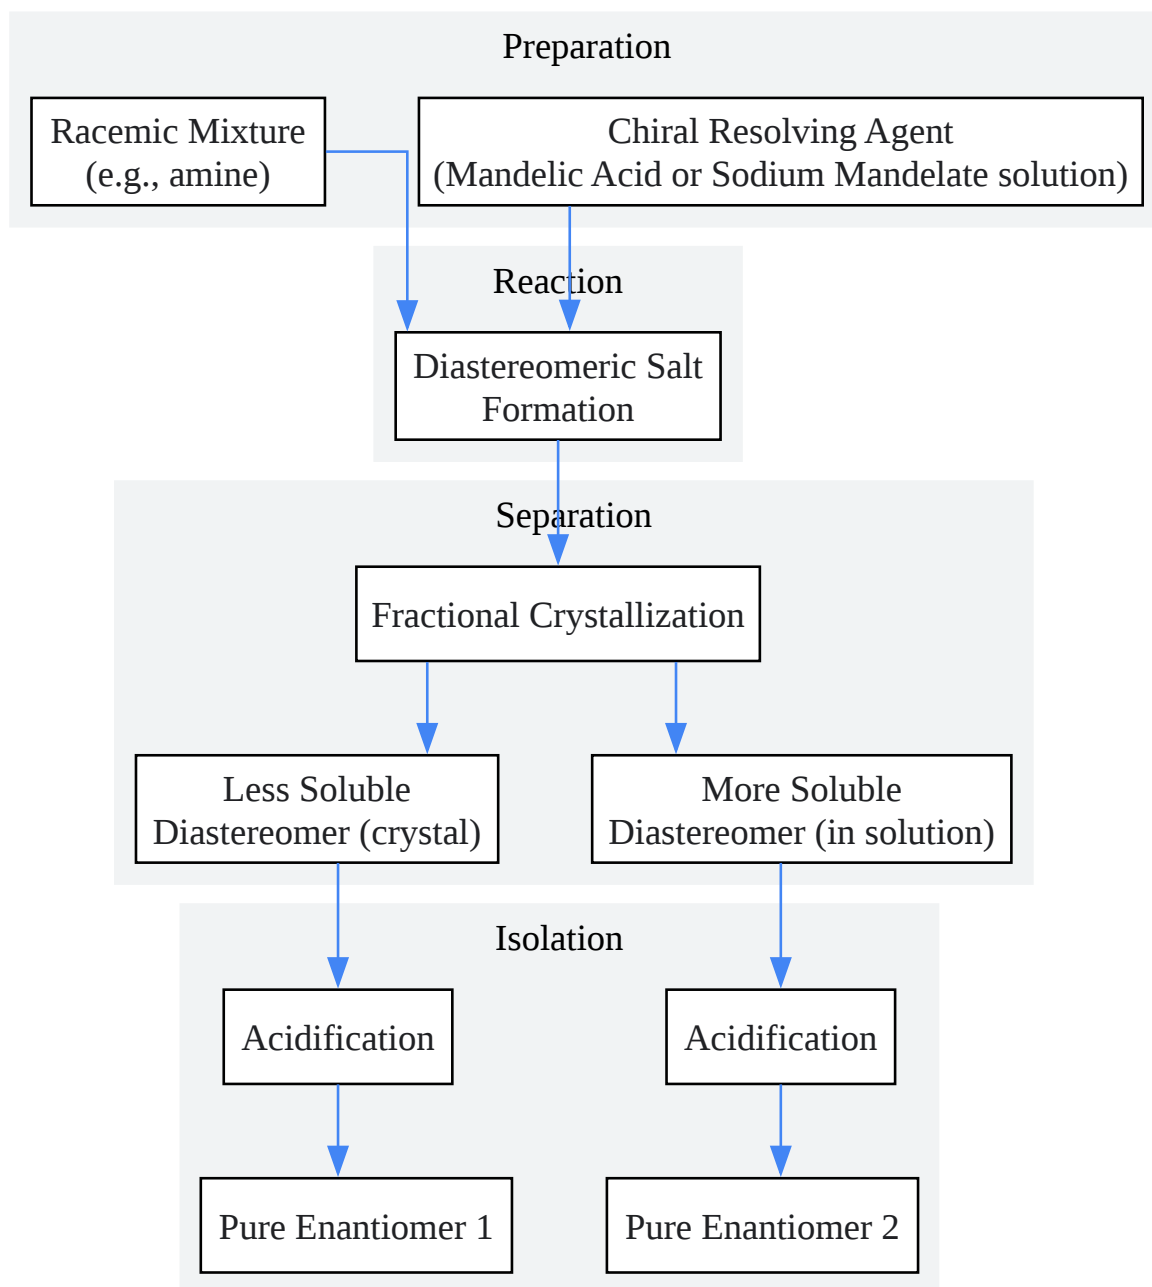 Preparation
Racemic Mixture
(e.g., amine)
Chiral Resolving Agent
(Mandelic Acid or Sodium Mandelate solution)
Reaction
Diastereomeric Salt
Formation
Separation
Fractional Crystallization
Less Soluble
Diastereomer (crystal)
More Soluble
Diastereomer (in solution)
Isolation
Acidification
Acidification
Pure Enantiomer 1
Pure Enantiomer 2